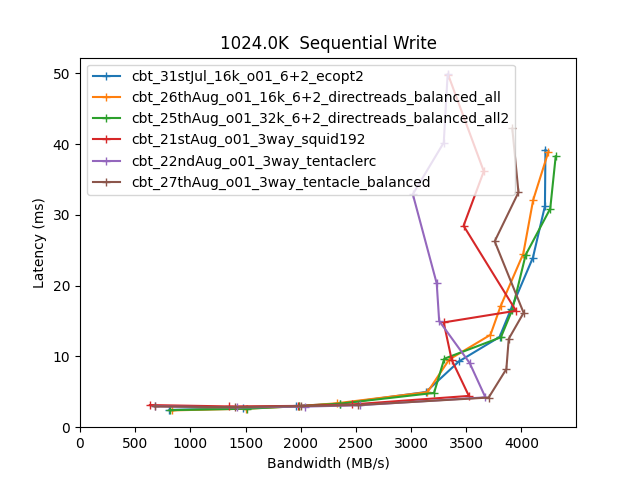 1024.0K  Sequential Write
cbt_31stJul_16k_o01_6+2_ecopt2
cbt_26thAug_o01_16k_6+2_directreads_balanced_all
cbt_25thAug_o01_32k_6+2_directreads_balanced_all2
cbt_21stAug_o01_3way_squid192
cbt_22ndAug_o01_3way_tentaclerc
cbt_27thAug_o01_3way_tentacle_balanced
Latency (ms)
50
40
30
20
10
0
0 500 1000 1500 2000 2500 3000 3500 4000
Bandwidth (MB/s)